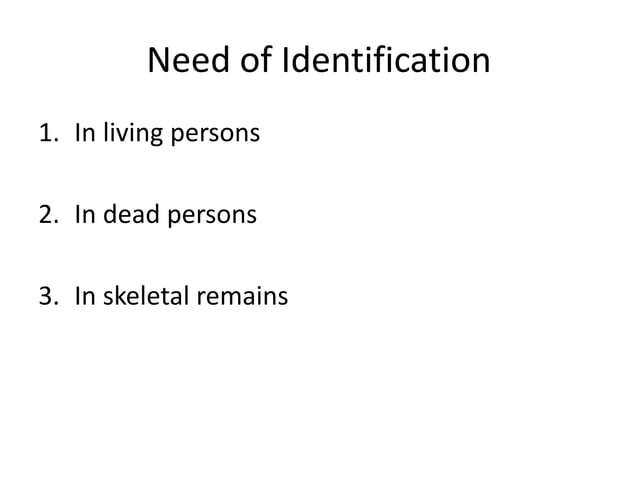 Need of Identification
1. In living persons
2. In dead persons
3. In skeletal remains